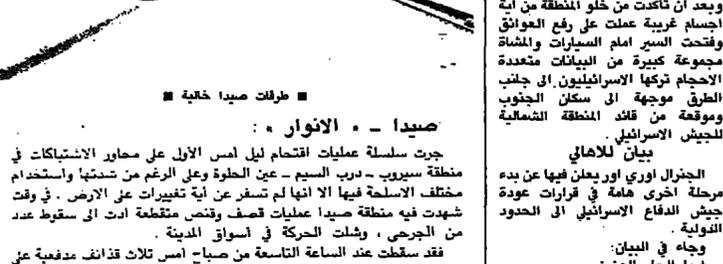 وبعد ان تأكدت من خلو المنطقة من اية
اجسام غريبة عملت على رفع العوائق
وفتحت السير امام السيارات والمشاة
مجموعة كبيرة من البيانات متعددة
الاحجام تركها الاسرائيليون الى جانب
الطرق موجهة الى سكان الجنوب
وموقعة من قائد المنطقة الشمالية
للجيش الاسرائيلي .
بيان للاهالي
الجنرال اوري اور يعلن فيها عن بدء
مرحلة اخرى هامة في قرارات عودة
جيش الدفاع الاسرائيلي الى الحدود
الدولية .
وجاء في البيان:
■ طرقات صيدا خالية ■
صيدا ـ « الانوار » :
جرت سلسلة عمليات اقتحام ليل امس الأول على محاور الاشتباكات في
منطقة سيروب ـ درب السيم ـ عين الحلوة وعلى الرغم من شدتها واستخدام
مختلف الاسلحة فيها الا انها لم تسفر عن أية تغييرات على الارض . في وقت
شهدت فيه منطقة صيدا عمليات قصف وقنص متقطعة ادت الى سقوط عدد
من الجرحى ، وشلت الحركة في أسواق المدينة .
فقد سقطت عند الساعة التاسعة من صباح امس ثلاث قذائف مدفعية على